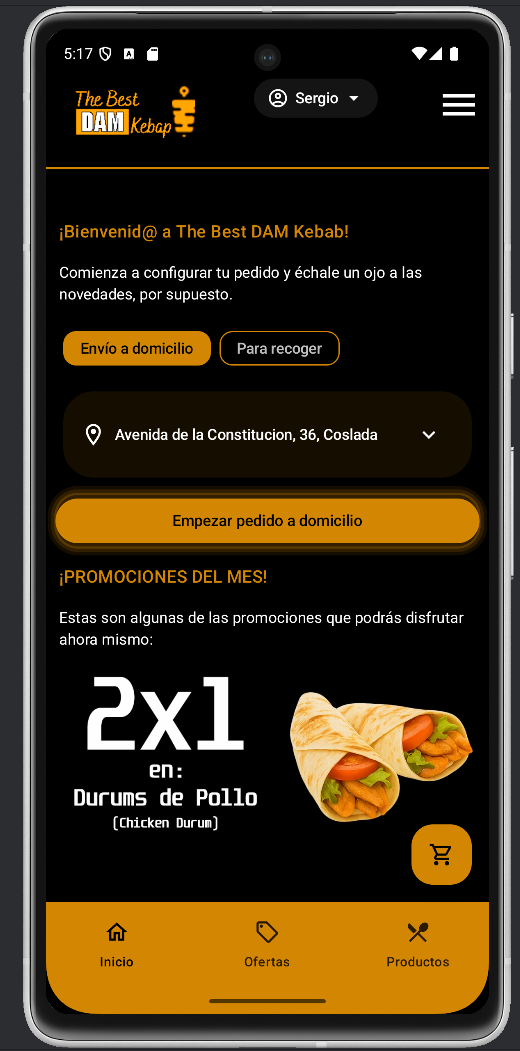 5:17
The Best
DAM Kebap
Sergio
¡Bienvenid@ a The Best DAM Kebab!
Comienza a configurar tu pedido y échale un ojo a las
novedades, por supuesto.
Envío a domicilio
Para recoger
Avenida de la Constitucion, 36, Coslada
Empezar pedido a domicilio
¡PROMOCIONES DEL MES!
Estas son algunas de las promociones que podrás disfrutar
ahora mismo:
2x1
en:
Durums de Pollo
(Chicken Durum)
Inicio
Ofertas
Productos